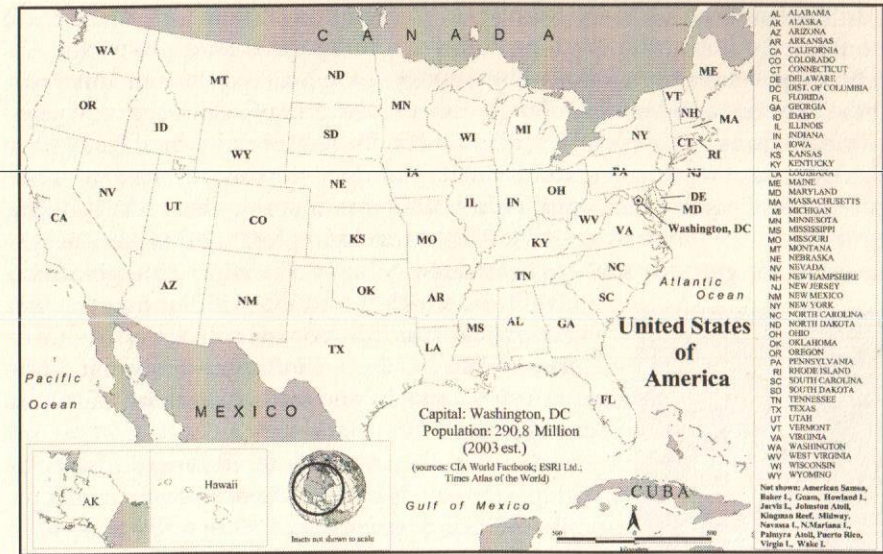 CANADA
WA
MT
ND
ME
MN
VT
OR
NH
MA
ID
SD
WI
MI
NY
WY
CT
RI
IA
PA
NJ
NV
NE
OH
CA
UT
IL
IN
DE
MD
CO
WV
Washington, DC
KS
MO
VA
KY
NC
TN
Atlantic
Ocean
AZ
NM
OK
AR
SC
MS
AL
GA
United States
of
America
TX
LA
Pacific
Ocean
FL
MEXICO
Capital: Washington, DC
Population: 290,8 Million
(2003 est.)
(sources: CIA World Factbook; ESRI Ltd.;
Times Atlas of the World)
Hawaii
AK
Insets not shown to scale
Gulf of Mexico
CUBA
N
500
0
500
kilometers
AL ALABAMA
AK ALASKA
AZ ARIZONA
AR ARKANSAS
CA CALIFORNIA
CO COLORADO
CT CONNECTICUT
DE DELAWARE
DC DIST. OF COLUMBIA
FL FLORIDA
GA GEORGIA
ID IDAHO
IL ILLINOIS
IN INDIANA
IA IOWA
KS KANSAS
KY KENTUCKY
LA LOUISIANA
ME MAINE
MD MARYLAND
MA MASSACHUSETTS
MI MICHIGAN
MN MINNESOTA
MS MISSISSIPPI
MO MISSOURI
MT MONTANA
NE NEBRASKA
NV NEVADA
NH NEW HAMPSHIRE
NJ NEW JERSEY
NM NEW MEXICO
NY NEW YORK
NC NORTH CAROLINA
ND NORTH DAKOTA
OH OHIO
OK OKLAHOMA
OR OREGON
PA PENNSYLVANIA
RI RHODE ISLAND
SC SOUTH CAROLINA
SD SOUTH DAKOTA
TN TENNESSEE
TX TEXAS
UT UTAH
VT VERMONT
VA VIRGINIA
WA WASHINGTON
WV WEST VIRGINIA
WI WISCONSIN
WY WYOMING
Not shown: American Samoa,
Baker I., Guam, Howland I.,
Jarvis I., Johnston Atoll,
Kingman Reef, Midway,
Navassa I., N.Mariana I.,
Palmyra Atoll, Puerto Rico,
Virgin I., Wake I.